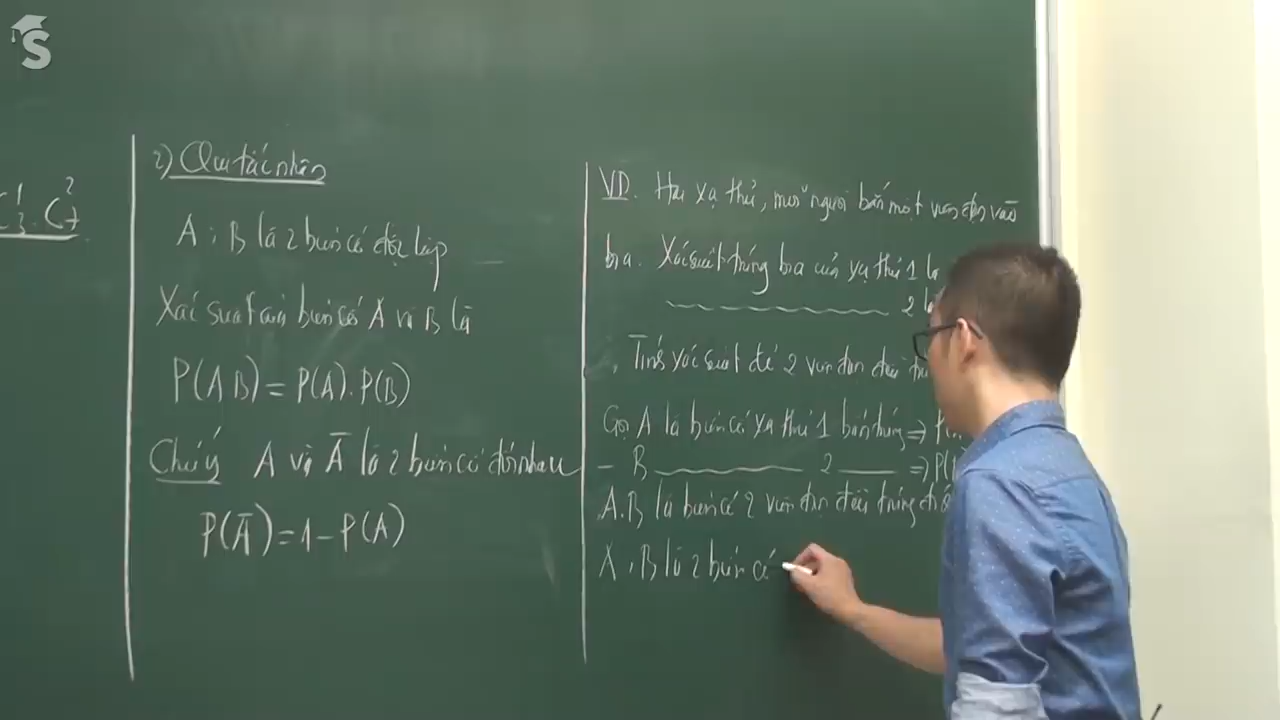 C¹₃.C²₇
2) Qui tắc nhân
A, B là 2 biến cố độc lập
Xác suất của biến cố A và B là
P(AB) = P(A).P(B)
Chú ý A và Ā là 2 biến cố đối nhau
P(Ā) = 1 - P(A)
VD. Hai xạ thủ, mỗi người bắn một viên đạn vào
bia. Xác suất trúng bia của xạ thủ 1 là
2 là
Tính xác suất để 2 viên đạn đều
Gọi A là biến cố xạ thủ 1 bắn trúng ⇒
– B 2 ⇒ P(
A.B là biến cố 2 viên đạn đều trúng
A, B là 2 biến cố
S